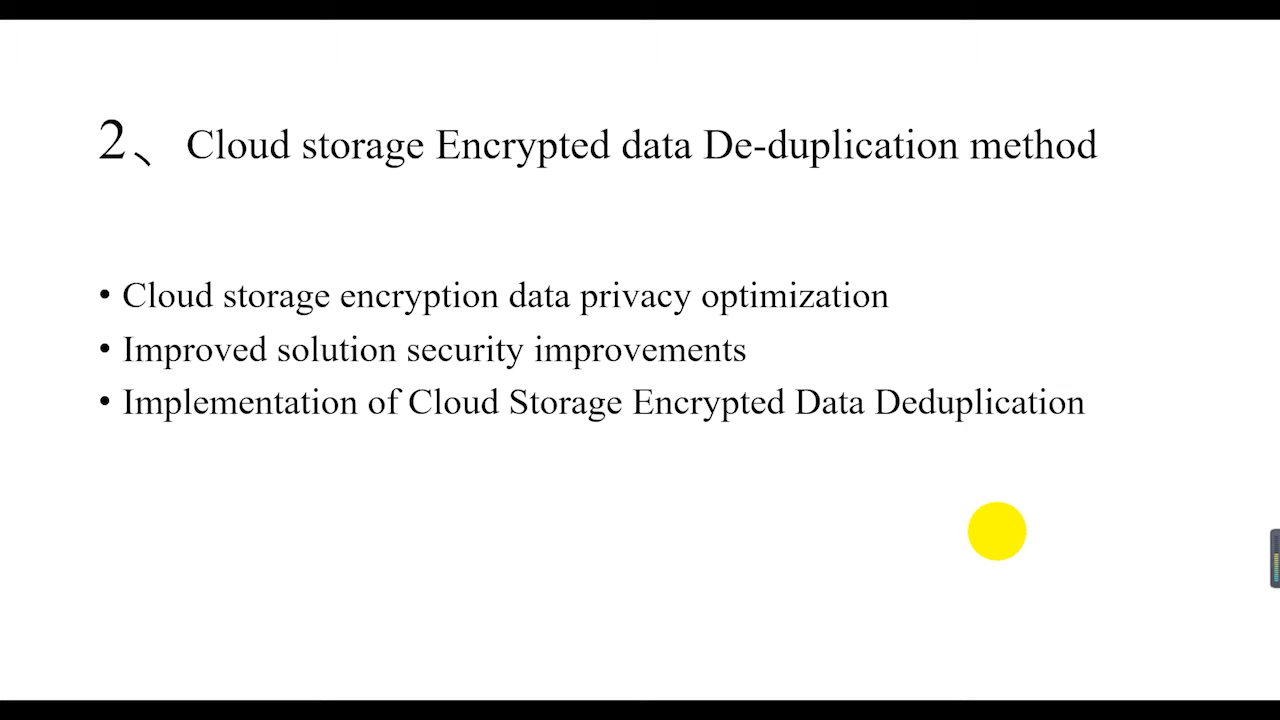 2、 Cloud storage Encrypted data De-duplication method
• Cloud storage encryption data privacy optimization
• Improved solution security improvements
• Implementation of Cloud Storage Encrypted Data Deduplication